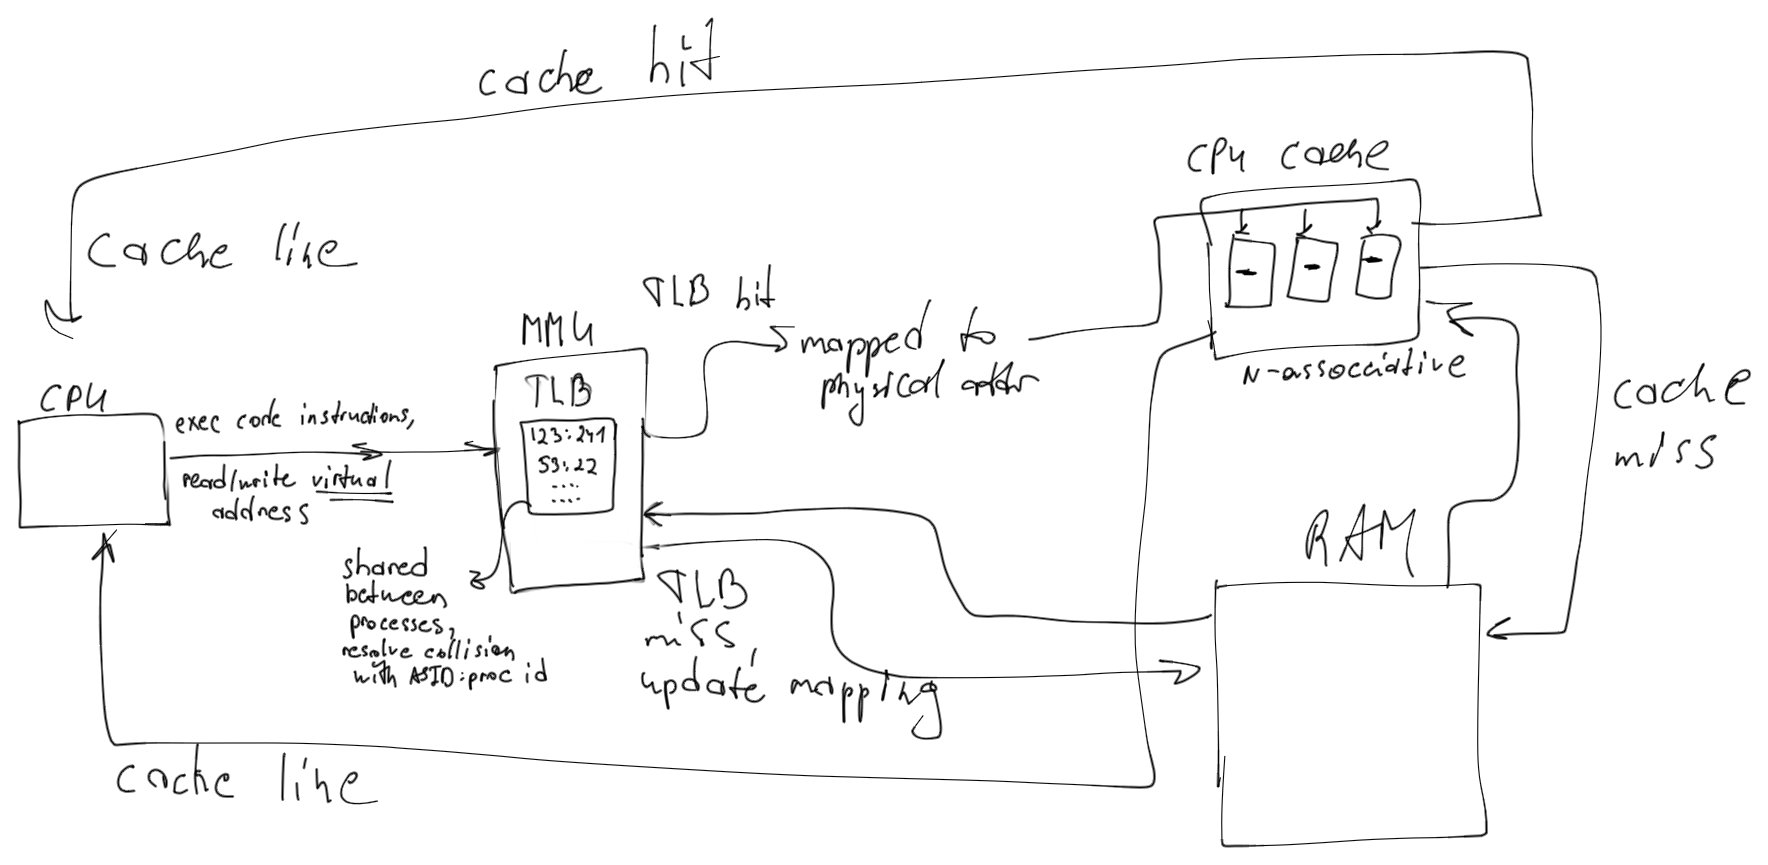 cache hit
CPU cache
cache line
TLB hit
MMU
mapped to
physical addr
N-associative
TLB
CPU
exec code instructions,
123:241
53:22
....
....
read/write virtual
address
cache
miss
RAM
shared
between
processes,
resolve collision
with ASID:proc id
TLB
miss,
update mapping
cache line